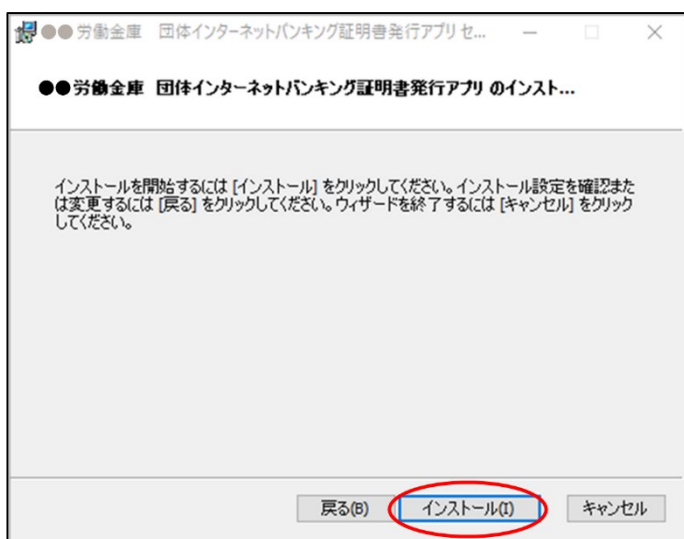 ●●労働金庫 団体インターネットバンキング証明書発行アプリ セ...
●●労働金庫 団体インターネットバンキング証明書発行アプリ のインスト...
インストールを開始するには [インストール] をクリックしてください。インストール設定を確認また
は変更するには [戻る] をクリックしてください。ウィザードを終了するには [キャンセル] をクリック
してください。
戻る(B) インストール(I) キャンセル